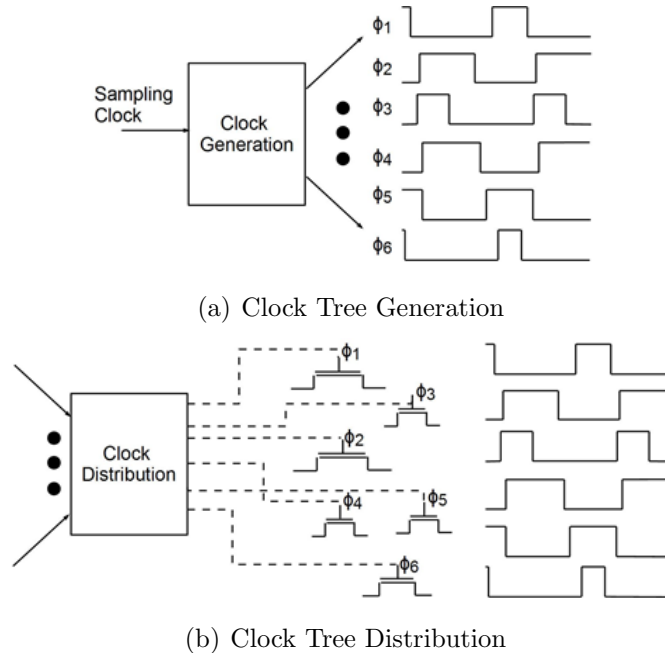 ϕ1
ϕ2
Sampling
Clock
Clock
Generation
ϕ3
ϕ4
ϕ5
ϕ6
(a) Clock Tree Generation
ϕ1
ϕ3
Clock
Distribution
ϕ2
ϕ4
ϕ5
ϕ6
(b) Clock Tree Distribution